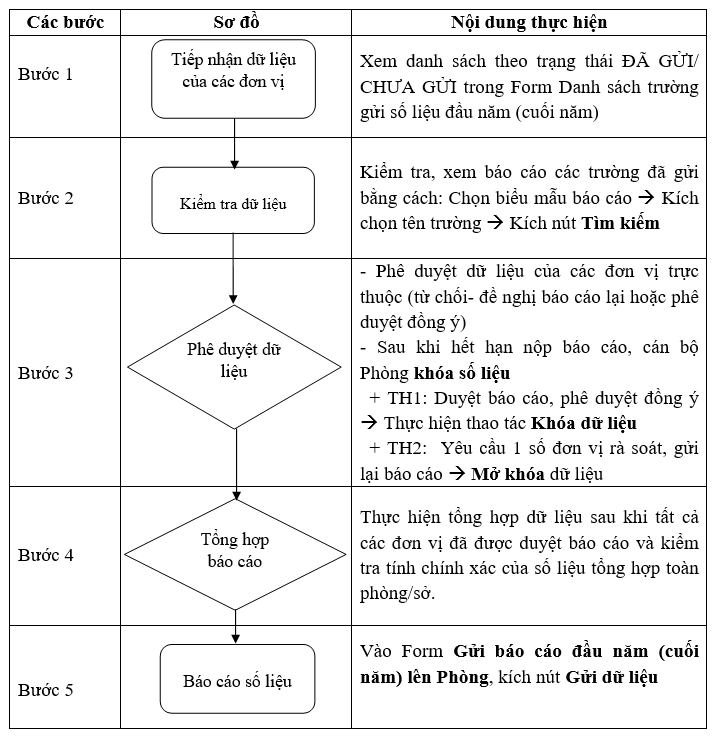 Các bước
Sơ đồ
Nội dung thực hiện
Bước 1
Tiếp nhận dữ liệu
của các đơn vị
Xem danh sách theo trạng thái ĐÃ GỬI/
CHƯA GỬI trong Form Danh sách trường
gửi số liệu đầu năm (cuối năm)
Bước 2
Kiểm tra dữ liệu
Kiểm tra, xem báo cáo các trường đã gửi
bằng cách: Chọn biểu mẫu báo cáo → Kích
chọn tên trường → Kích nút Tìm kiếm
Bước 3
Phê duyệt dữ
liệu
- Phê duyệt dữ liệu của các đơn vị trực
thuộc (từ chối- đề nghị báo cáo lại hoặc phê
duyệt đồng ý)
- Sau khi hết hạn nộp báo cáo, cán bộ
Phòng khóa số liệu
+ TH1: Duyệt báo cáo, phê duyệt đồng ý
→ Thực hiện thao tác Khóa dữ liệu
+ TH2: Yêu cầu 1 số đơn vị rà soát, gửi
lại báo cáo → Mở khóa dữ liệu
Bước 4
Tổng hợp
báo cáo
Thực hiện tổng hợp dữ liệu sau khi tất cả
các đơn vị đã được duyệt báo cáo và kiểm
tra tính chính xác của số liệu tổng hợp toàn
phòng/sở.
Bước 5
Báo cáo số liệu
Vào Form Gửi báo cáo đầu năm (cuối
năm) lên Phòng, kích nút Gửi dữ liệu